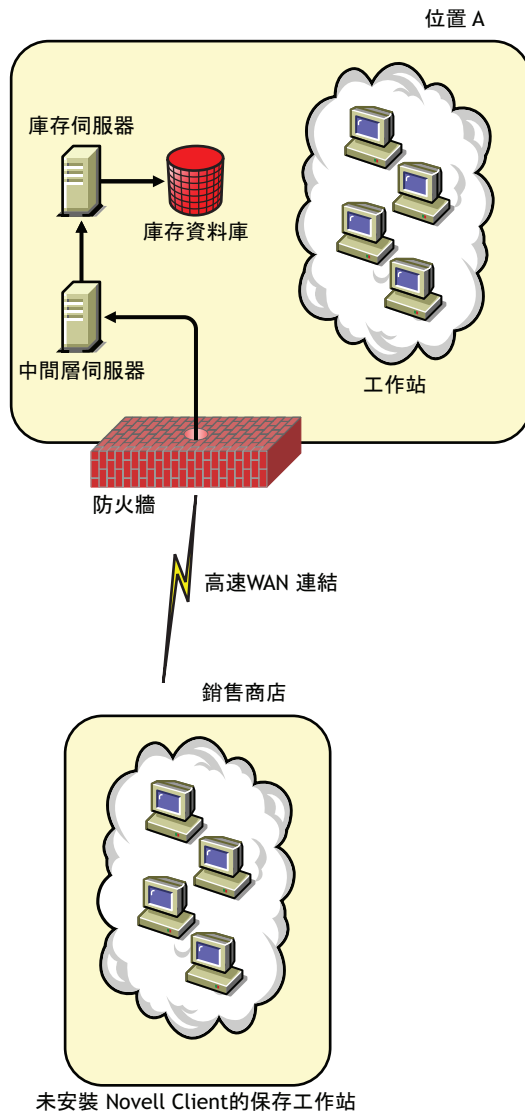 位置 A
庫存伺服器
庫存資料庫
中間層伺服器
工作站
防火牆
高速WAN 連結
銷售商店
未安裝 Novell Client的保存工作站